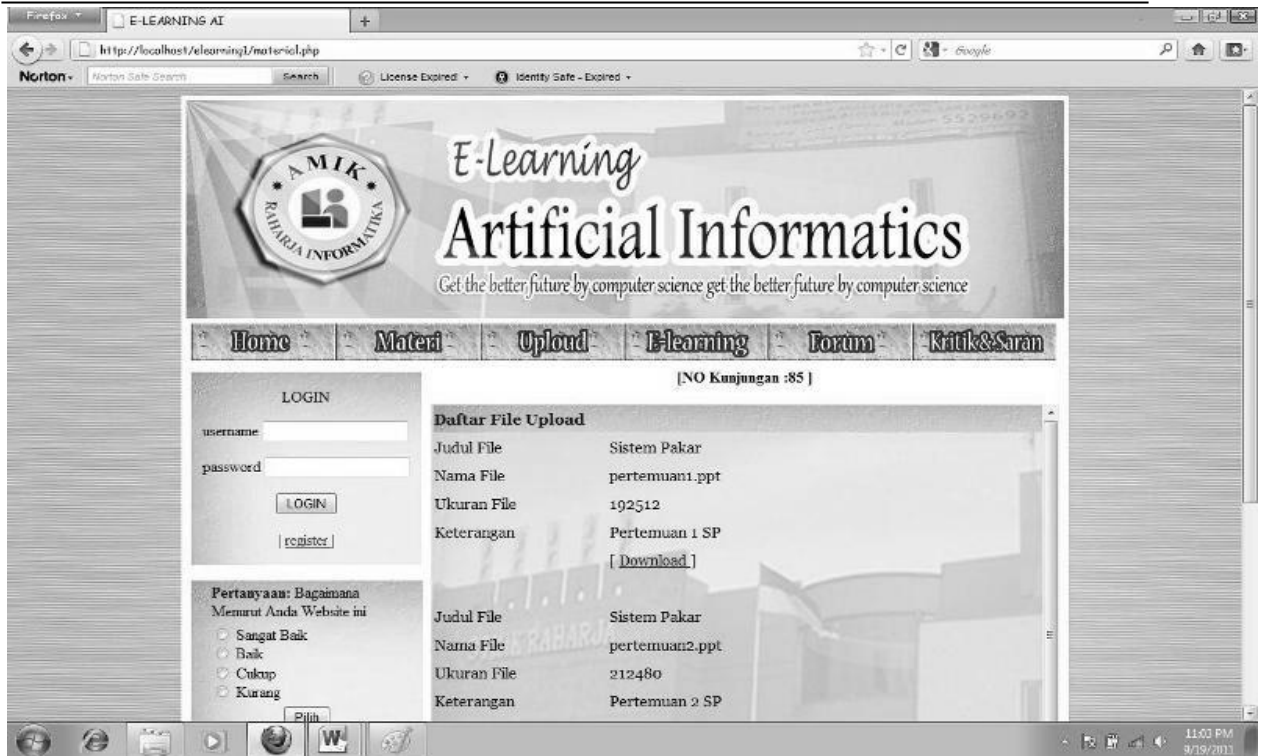 Firefox
E-LEARNING AI
http://localhost/elearning1/material.php
Google
Norton
Norton Safe Search
Search
License Expired!
Identity Safe - Expired
AMIK
RAHARJA INFORMATIKA
5529692
E-Learning
Artificial Informatics
Get the better future by computer science get the better future by computer science
Home
Materi
Uploud
E-learning
Forum
Kritik&Saran
[NO Kunjungan :85 ]
LOGIN
username
password
LOGIN
| register |
Pertanyaan: Bagaimana
Menurut Anda Website ini
Sangat Baik
Baik
Cukup
Kurang
Pilih
Daftar File Upload
Judul File Sistem Pakar
Nama File pertemuan1.ppt
Ukuran File 192512
Keterangan Pertemuan 1 SP
[ Download ]
Judul File Sistem Pakar
Nama File pertemuan2.ppt
Ukuran File 212480
Keterangan Pertemuan 2 SP
RAHARJA
11:03 PM
9/19/2011